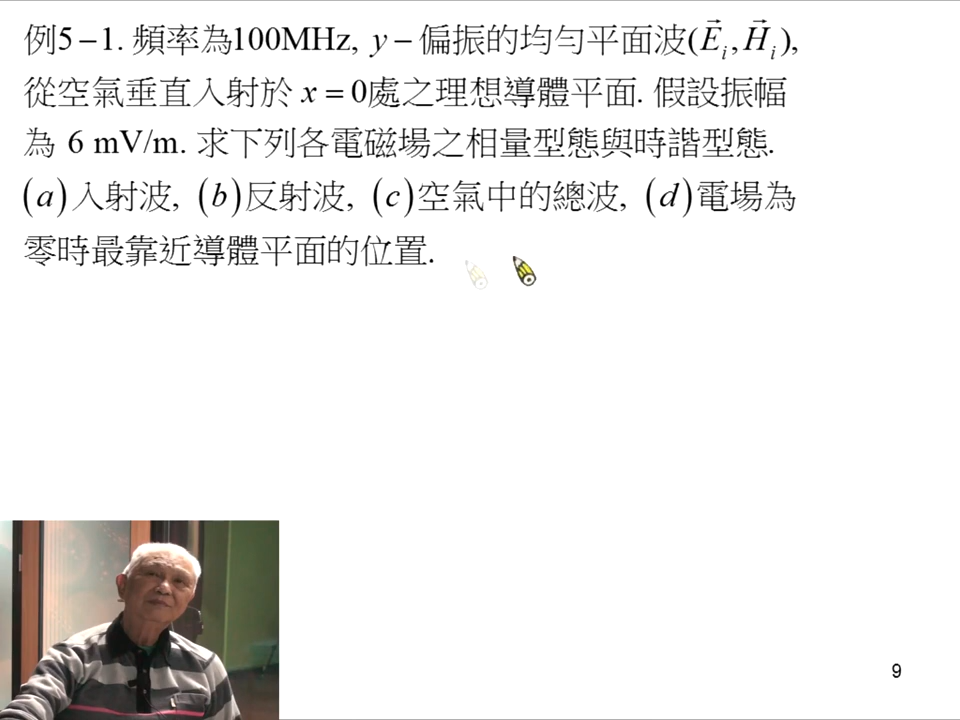 例5－1. 頻率為100MHz, y－偏振的均勻平面波(E⃗ᵢ, H⃗ᵢ),
從空氣垂直入射於 x = 0處之理想導體平面. 假設振幅
為 6 mV/m. 求下列各電磁場之相量型態與時諧型態.
(a)入射波, (b)反射波, (c)空氣中的總波, (d)電場為
零時最靠近導體平面的位置.
9